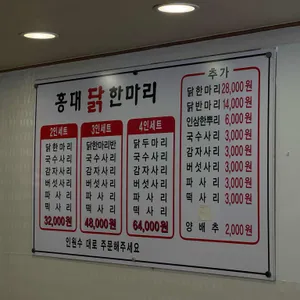 홍대 닭 한마리
2인세트
닭한마리
국수사리
감자사리
버섯사리
파사리
떡사리
32,000원
3인세트
닭한마리반
국수사리
감자사리
버섯사리
파사리
떡사리
48,000원
4인세트
닭두마리
국수사리
감자사리
버섯사리
파사리
떡사리
64,000원
인원수 대로 주문해주세요
추가
닭한마리 28,000원
닭반마리 14,000원
인삼한뿌리 6,000원
국수사리 3,000원
감자사리 3,000원
버섯사리 3,000원
파사리 3,000원
떡사리 3,000원
양배추 2,000원